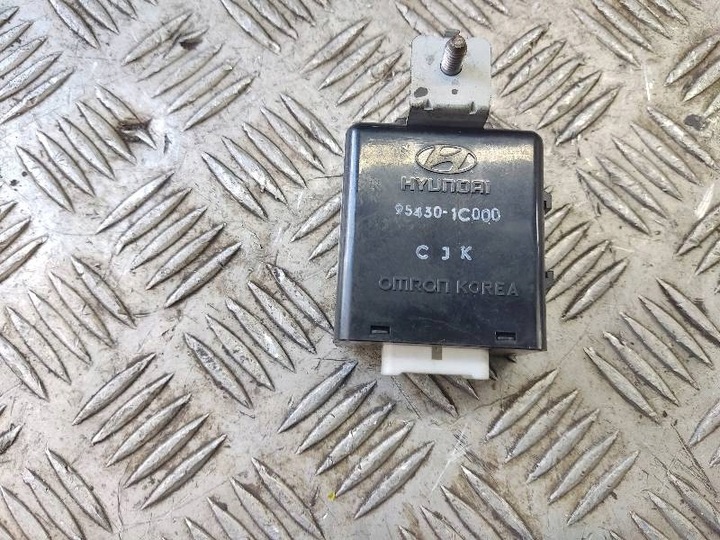 HYUNDAI
95430-1C000
C J K
OMRON KOREA